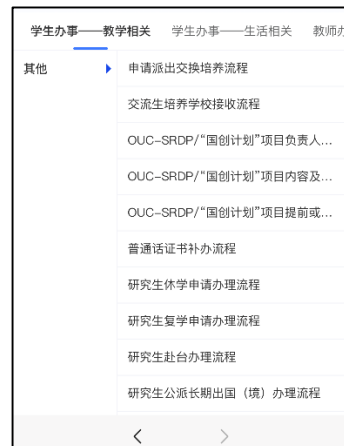 学生办事——教学相关 学生办事——生活相关 教师办
其他
申请派出交换培养流程
交流生培养学校接收流程
OUC-SRDP/“国创计划”项目负责人...
OUC-SRDP/“国创计划”项目内容及...
OUC-SRDP/“国创计划”项目提前或...
普通话证书补办流程
研究生休学申请办理流程
研究生复学申请办理流程
研究生赴台办理流程
研究生公派长期出国（境）办理流程